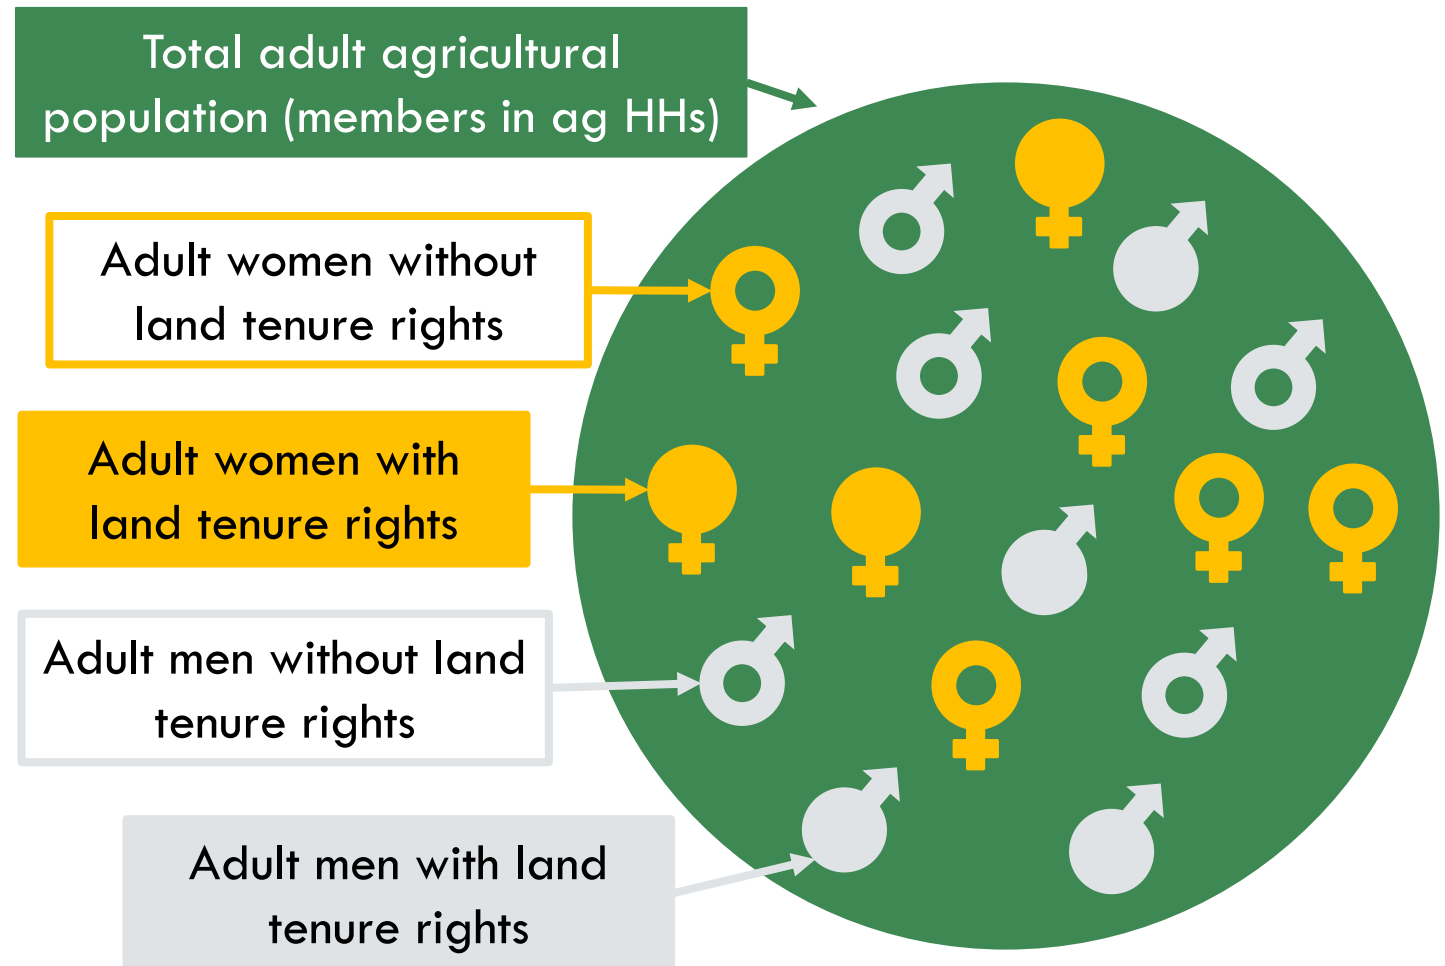 Total adult agricultural
population (members in ag HHs)
Adult women without
land tenure rights
Adult women with
land tenure rights
Adult men without land
tenure rights
Adult men with land
tenure rights